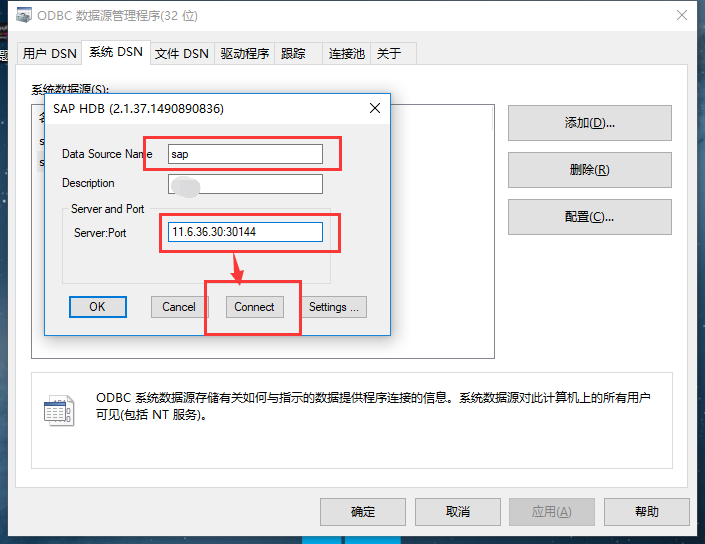 ODBC 数据源管理程序(32 位)
用户 DSN 系统 DSN 文件 DSN 驱动程序 跟踪 连接池 关于
系统数据源(S):
SAP HDB (2.1.37.1490890836)
Data Source Name sap
Description
Server and Port
Server:Port 11.6.36.30:30144
OK Cancel Connect Settings ...
添加(D)...
删除(R)
配置(C)...
ODBC 系统数据源存储有关如何与指示的数据提供程序连接的信息。系统数据源对此计算机上的所有用户
可见(包括 NT 服务)。
确定 取消 应用(A) 帮助